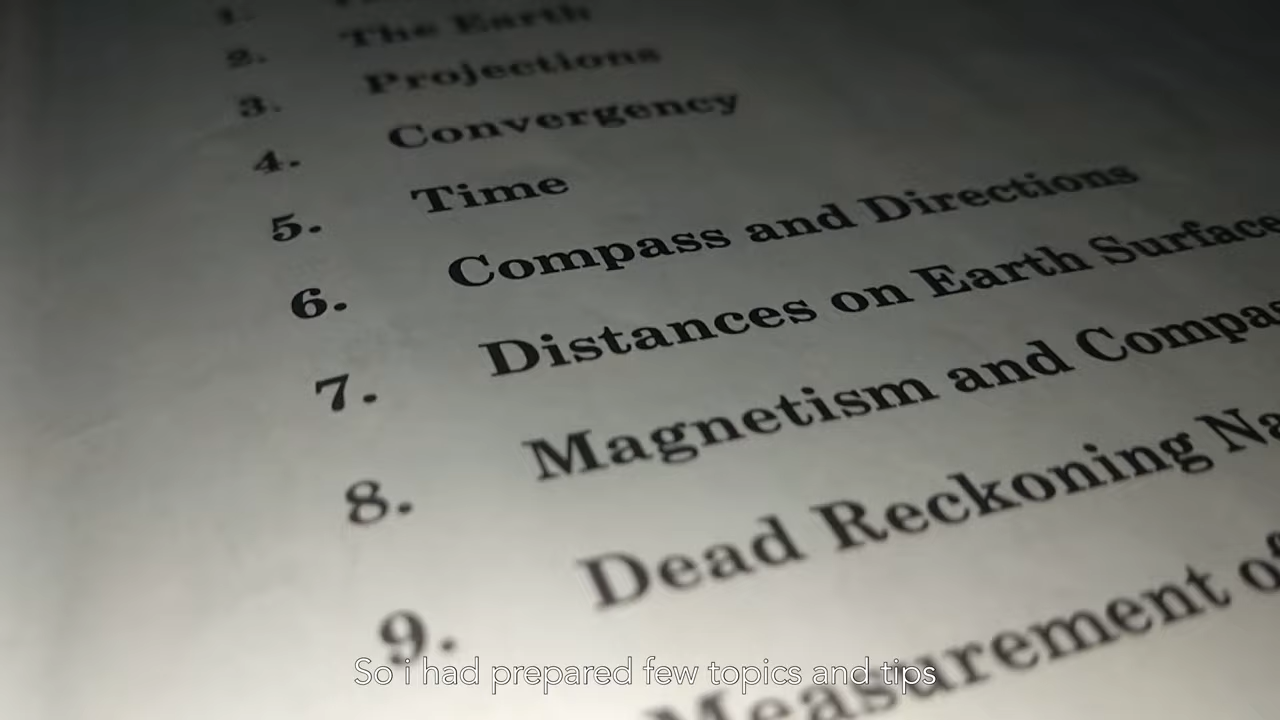 1.
2. The Earth
3. Projections
4. Convergency
5. Time
6. Compass and Directions
7. Distances on Earth Surface
8. Magnetism and Compas
9. Dead Reckoning Na
Measurement of
So i had prepared few topics and tips